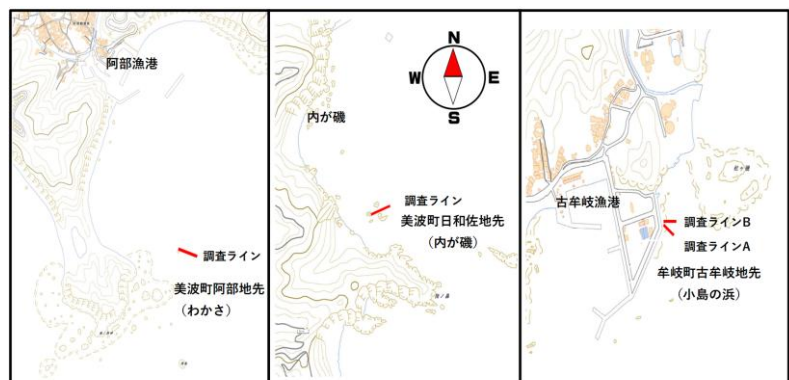 阿部漁港
調査ライン
美波町阿部地先
（わかさ）
N
W
E
S
内が磯
調査ライン
美波町日和佐地先
（内が磯）
古牟岐漁港
調査ラインB
調査ラインA
牟岐町古牟岐地先
（小島の浜）